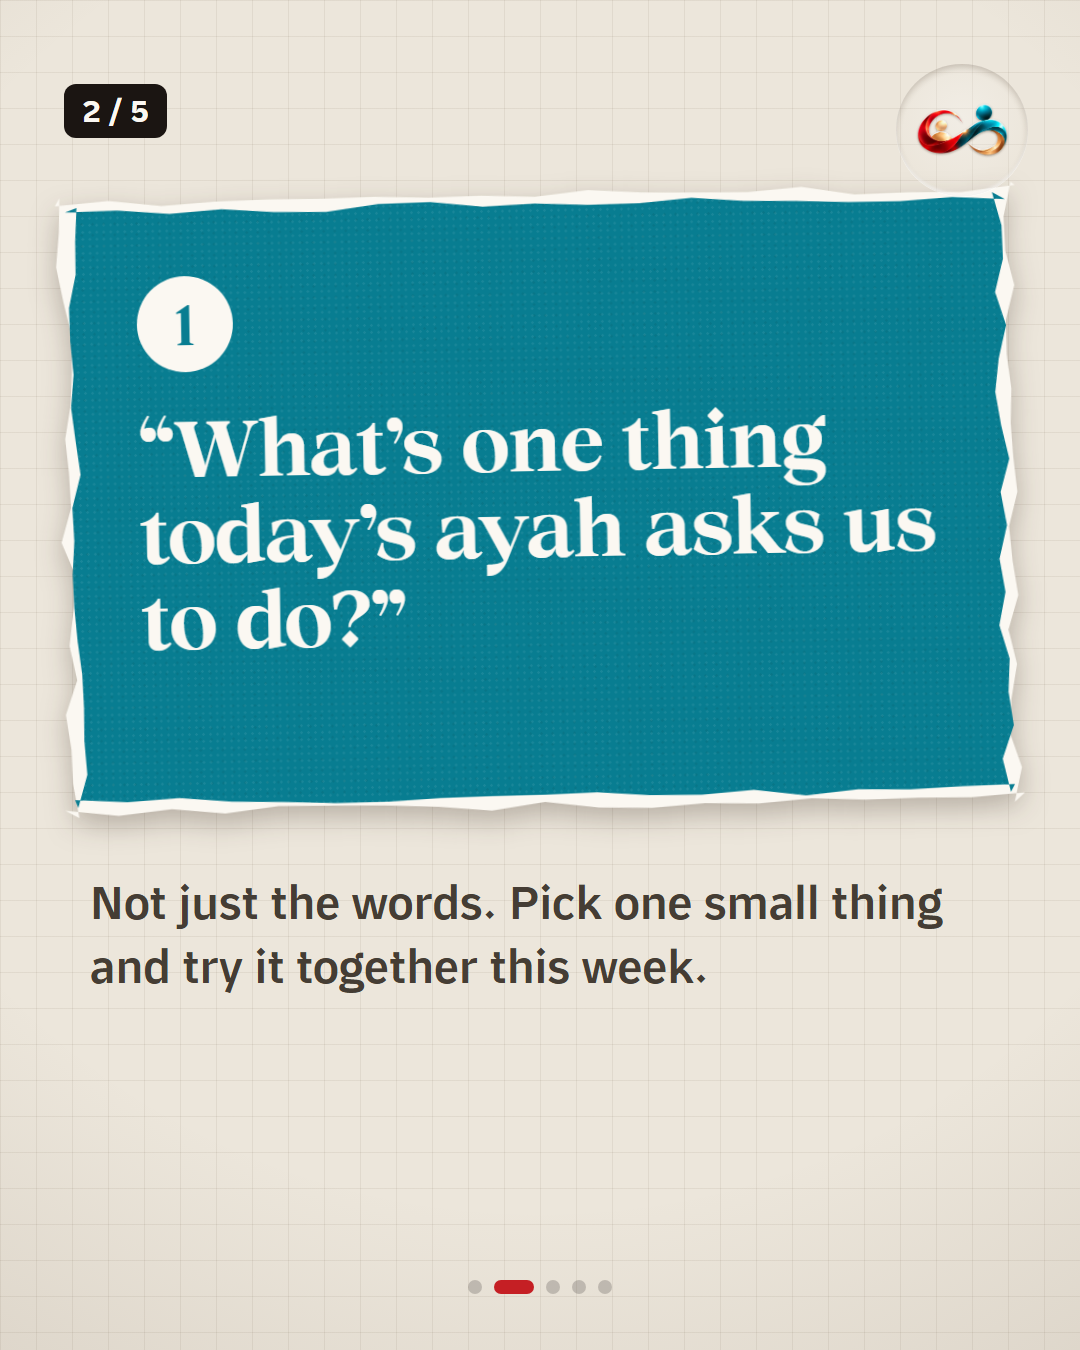 2 / 5
1
“What’s one thing
today’s ayah asks us
to do?”
Not just the words. Pick one small thing
and try it together this week.